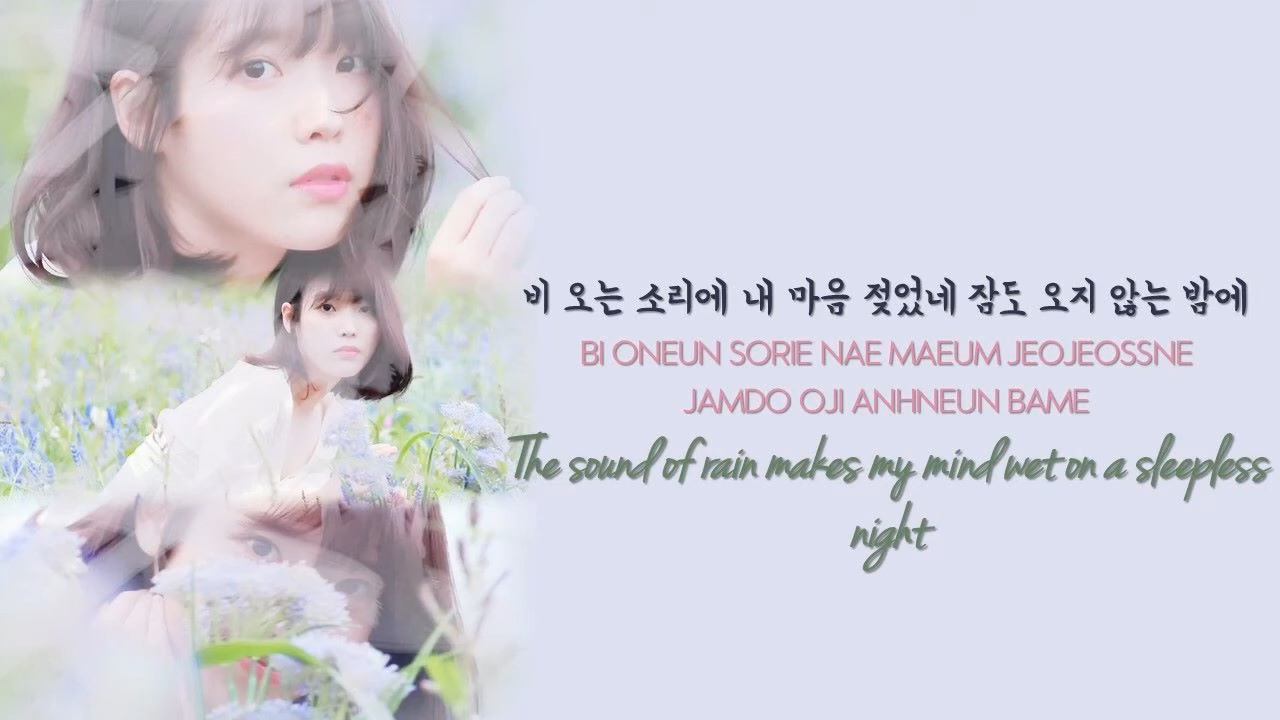 비 오는 소리에 내 마음 젖었네 잠도 오지 않는 밤에
BI ONEUN SORIE NAE MAEUM JEOJEOSSNE
JAMDO OJI ANHNEUN BAME
The sound of rain makes my mind wet on a sleepless
night